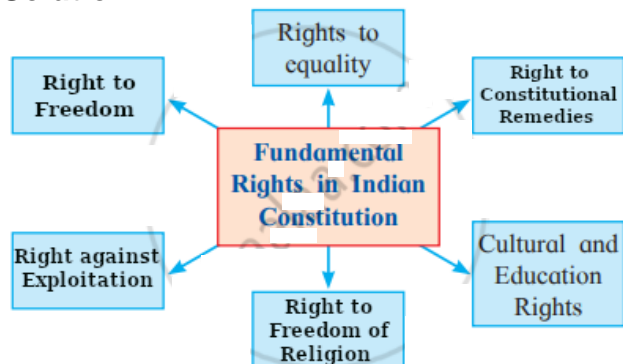 Rights to
equality
Right to
Freedom
Right to
Constitutional
Remedies
Fundamental
Rights in Indian
Constitution
Right against
Exploitation
Cultural and
Education
Rights
Right to
Freedom of
Religion